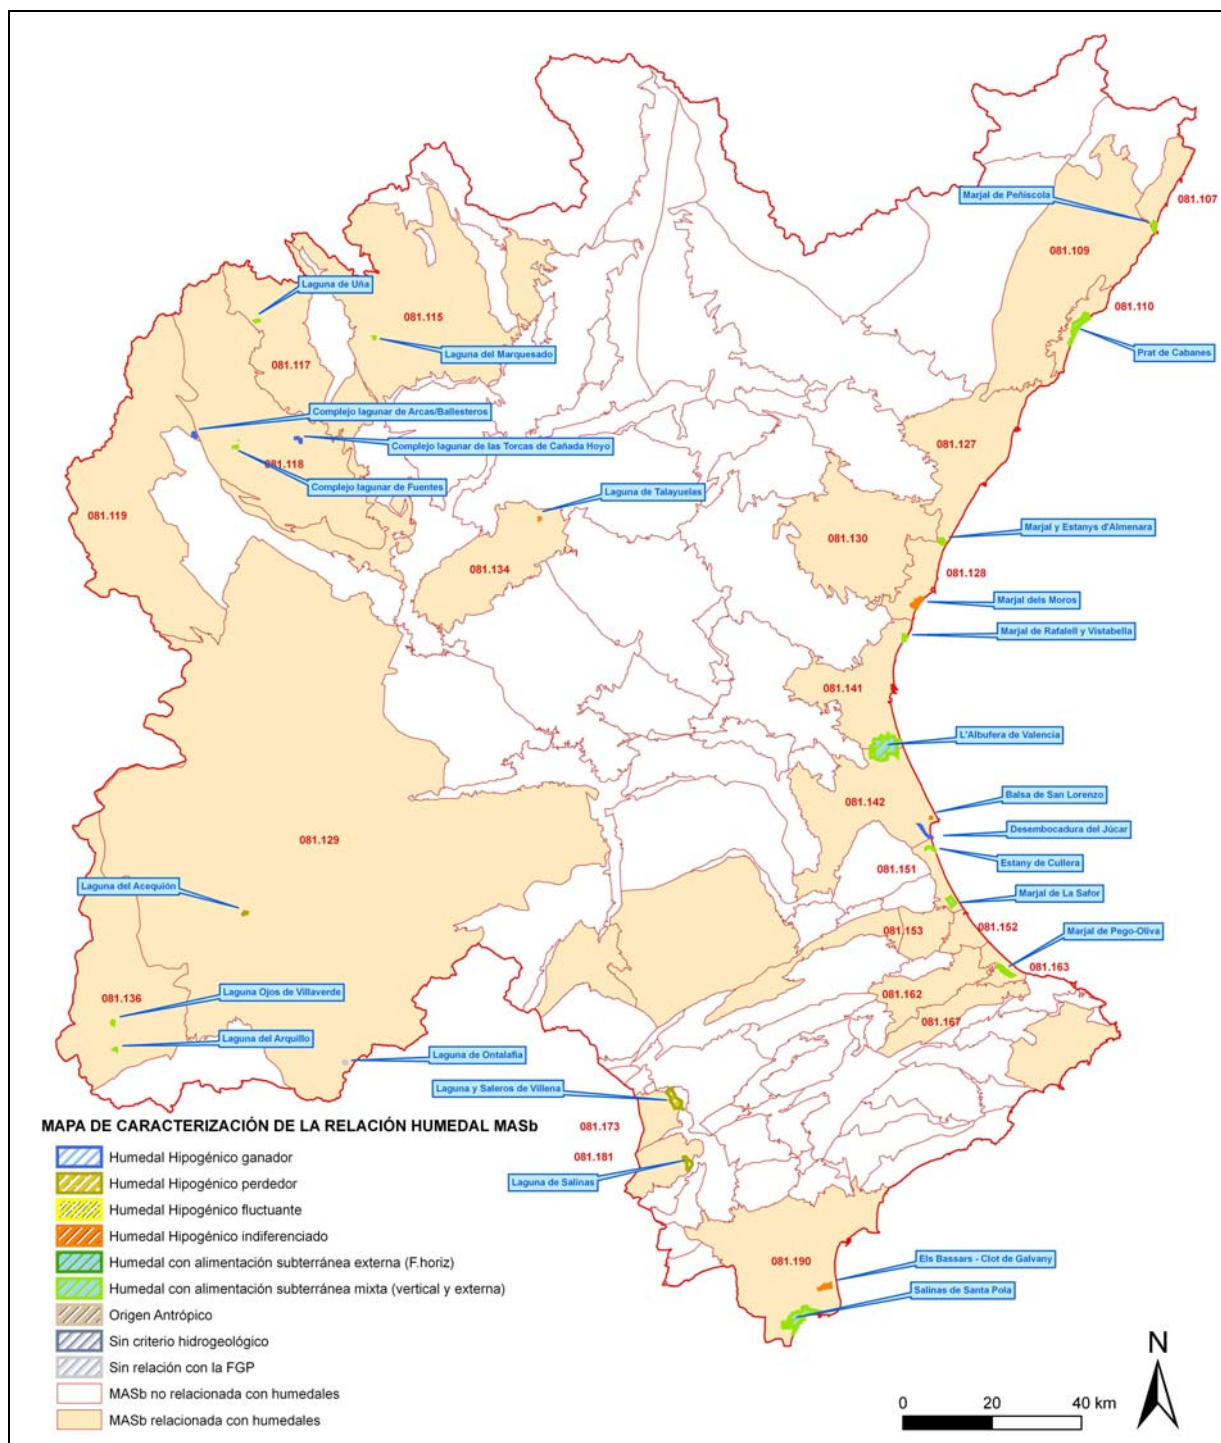 Marjal de Peñíscola
081.107
081.109
Laguna de Uña
081.110
081.115
Laguna del Marquesado
Prat de Cabanes
081.117
Complejo lagunar de Arcas/Ballesteros
Complejo lagunar de las Torcas de Cañada Hoyo
081.127
081.118
Complejo lagunar de Fuentes
Laguna de Talayuelas
081.119
Marjal y Estanys d'Almenara
081.130
081.134
081.128
Marjal dels Moros
Marjal de Rafalell y Vistabella
081.141
L'Albufera de Valencia
Balsa de San Lorenzo
081.142
Desembocadura del Júcar
081.129
Estany de Cullera
081.151
Laguna del Acequión
Marjal de La Safor
081.152
081.153
Marjal de Pego-Oliva
081.163
Laguna Ojos de Villaverde
081.136
081.162
081.167
Laguna del Arquillo
Laguna de Ontalafia
Laguna y Saleros de Villena
081.173
081.181
Laguna de Salinas
081.190
Els Bassars - Clot de Galvany
Salinas de Santa Pola
MAPA DE CARACTERIZACIÓN DE LA RELACIÓN HUMEDAL MASb
Humedal Hipogénico ganador
Humedal Hipogénico perdedor
Humedal Hipogénico fluctuante
Humedal Hipogénico indiferenciado
Humedal con alimentación subterránea externa (F.horiz)
Humedal con alimentación subterránea mixta (vertical y externa)
Origen Antrópico
Sin criterio hidrogeológico
Sin relación con la FGP
MASb no relacionada con humedales
MASb relacionada con humedales
N
0 20 40 km